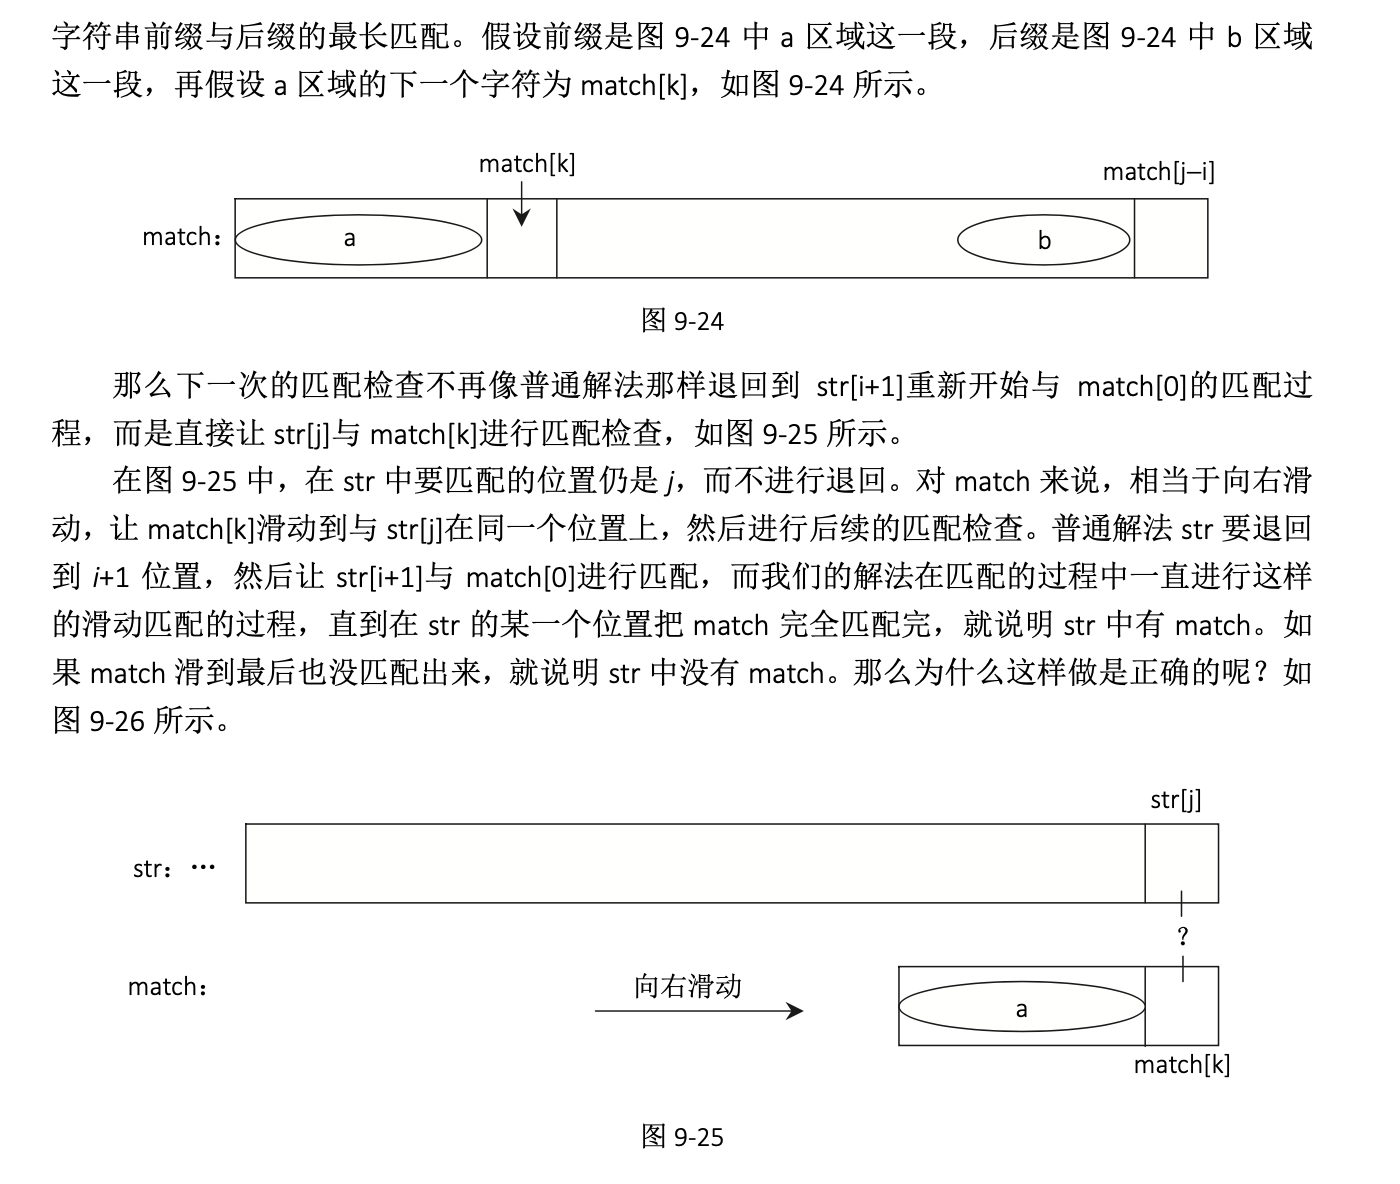 字符串前缀与后缀的最长匹配。假设前缀是图 9-24 中 a 区域这一段，后缀是图 9-24 中 b 区域
这一段，再假设 a 区域的下一个字符为 match[k]，如图 9-24 所示。
match[k]
match[j–i]
match：
a
b
图 9-24
那么下一次的匹配检查不再像普通解法那样退回到 str[i+1]重新开始与 match[0]的匹配过
程，而是直接让 str[j]与 match[k]进行匹配检查，如图 9-25 所示。
在图 9-25 中，在 str 中要匹配的位置仍是 j，而不进行退回。对 match 来说，相当于向右滑
动，让 match[k]滑动到与 str[j]在同一个位置上，然后进行后续的匹配检查。普通解法 str 要退回
到 i+1 位置，然后让 str[i+1]与 match[0]进行匹配，而我们的解法在匹配的过程中一直进行这样
的滑动匹配的过程，直到在 str 的某一个位置把 match 完全匹配完，就说明 str 中有 match。如
果 match 滑到最后也没匹配出来，就说明 str 中没有 match。那么为什么这样做是正确的呢？如
图 9-26 所示。
str[j]
str：…
?
match：
向右滑动
a
match[k]
图 9-25